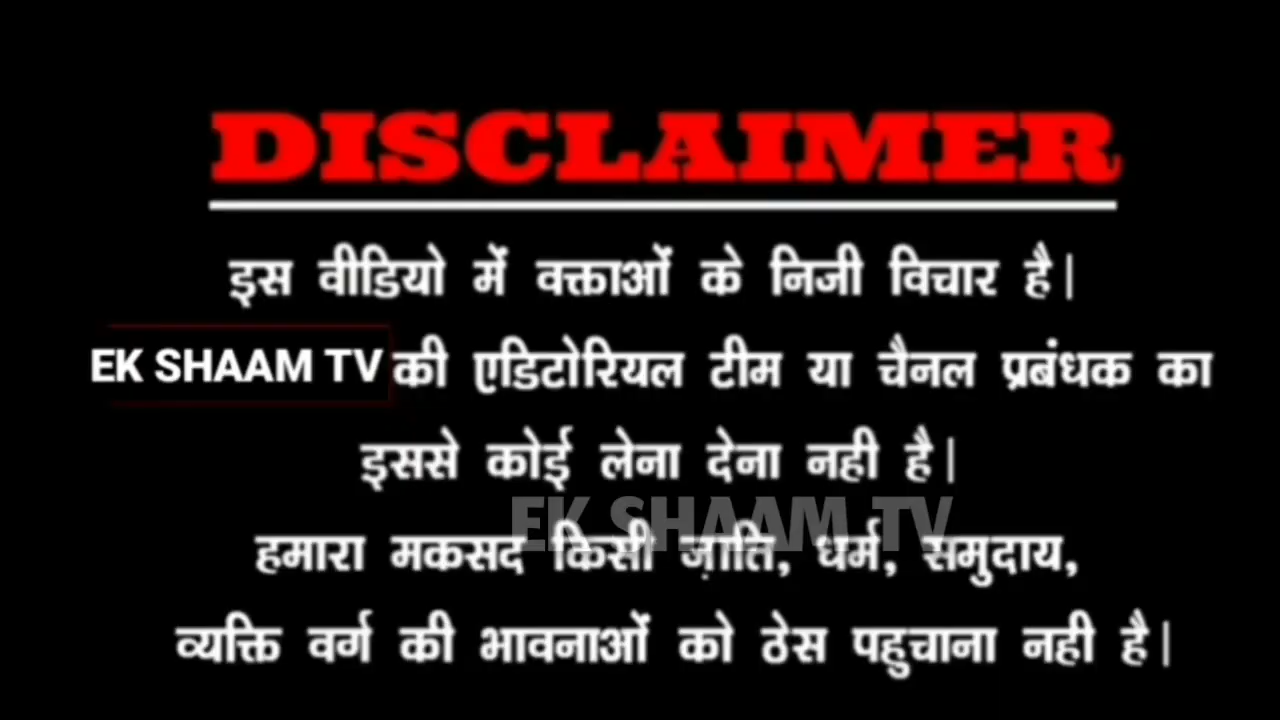 DISCLAIMER
इस वीडियो में वक्ताओं के निजी विचार है|
EK SHAAM TV की एडिटोरियल टीम या चैनल प्रबंधक का
इससे कोई लेना देना नही है|
EK SHAAM TV
हमारा मकसद किसी ज़ाति, धर्म, समुदाय,
व्यक्ति वर्ग की भावनाओं को ठेस पहुचाना नही है|